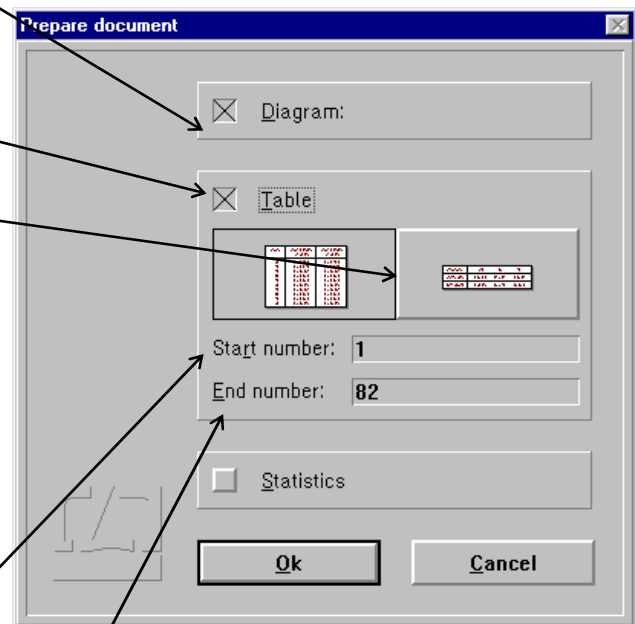 Prepare document
Diagram:
Table
Start number: 1
End number: 82
Statistics
Ok Cancel